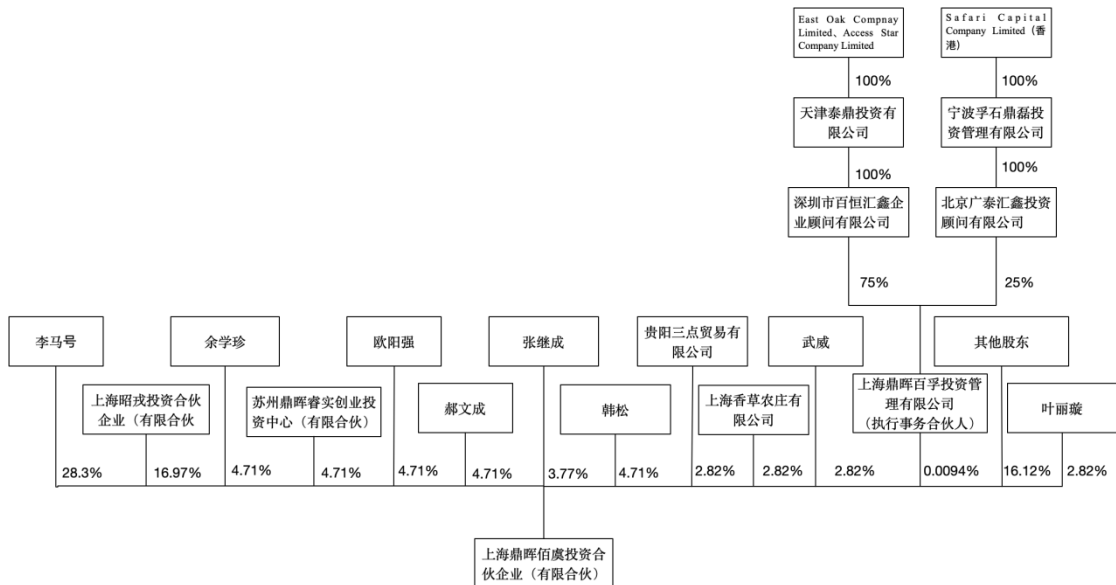 East Oak Compnay
Limited、Access Star
Company Limited
Safari Capital
Company Limited（香
港）
100%
100%
天津泰鼎投资有
限公司
宁波孚石鼎磊投
资管理有限公司
100%
100%
深圳市百恒汇鑫企
业顾问有限公司
北京广泰汇鑫投资
顾问有限公司
75%
25%
李马号
余学珍
欧阳强
张继成
贵阳三点贸易有
限公司
武威
其他股东
上海昭戎投资合伙
企业（有限合伙
苏州鼎晖睿实创业投
资中心（有限合伙）
郝文成
韩松
上海香草农庄有
限公司
上海鼎晖百孚投资管
理有限公司
（执行事务合伙人）
叶丽璇
28.3%
16.97%
4.71%
4.71%
4.71%
4.71%
3.77%
4.71%
2.82%
2.82%
2.82%
0.0094%
16.12%
2.82%
上海鼎晖佰虞投资合
伙企业（有限合伙）